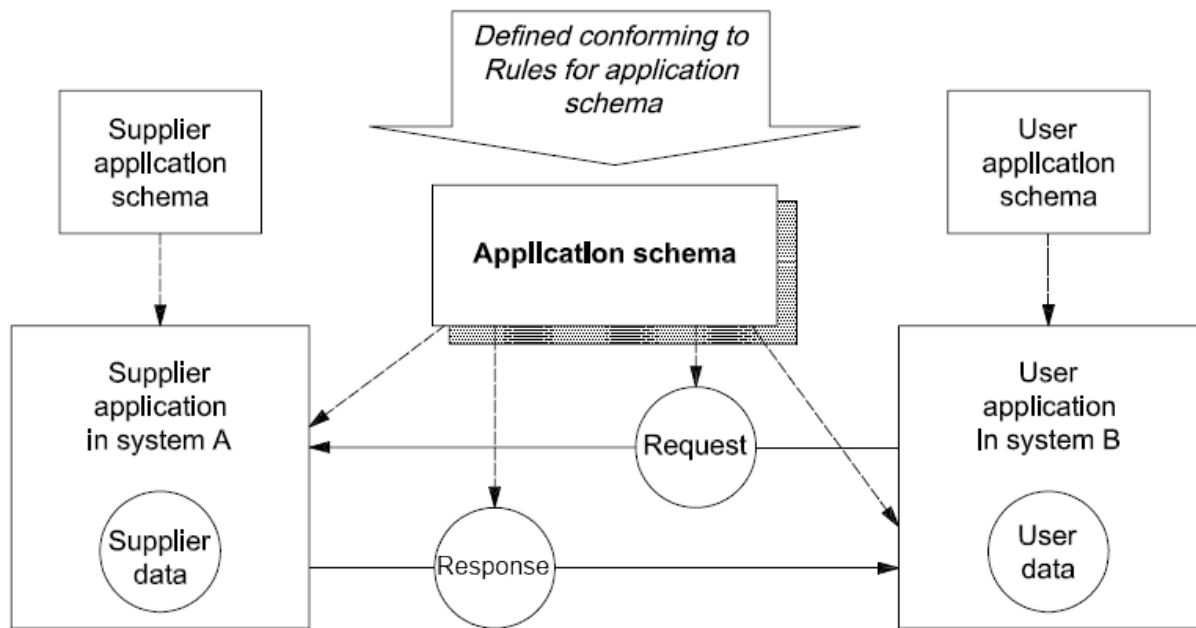 Defined conforming to
Rules for application
schema
Supplier
application
schema
User
application
schema
Application schema
Supplier
application
in system A
User
application
In system B
Request
Supplier
data
Response
User
data